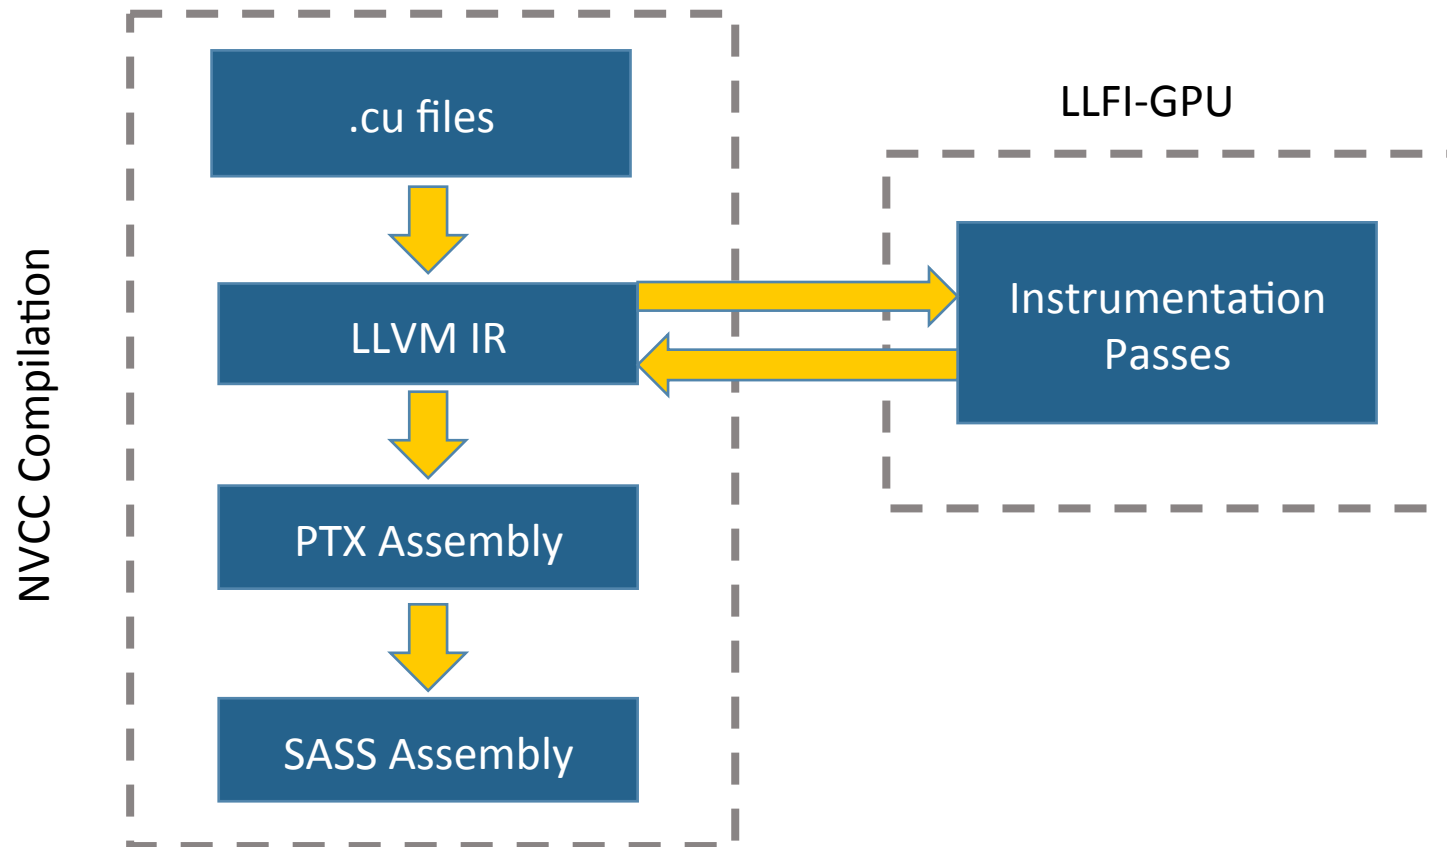 NVCC Compilation
.cu files
LLVM IR
PTX Assembly
SASS Assembly
LLFI-GPU
Instrumentation
Passes